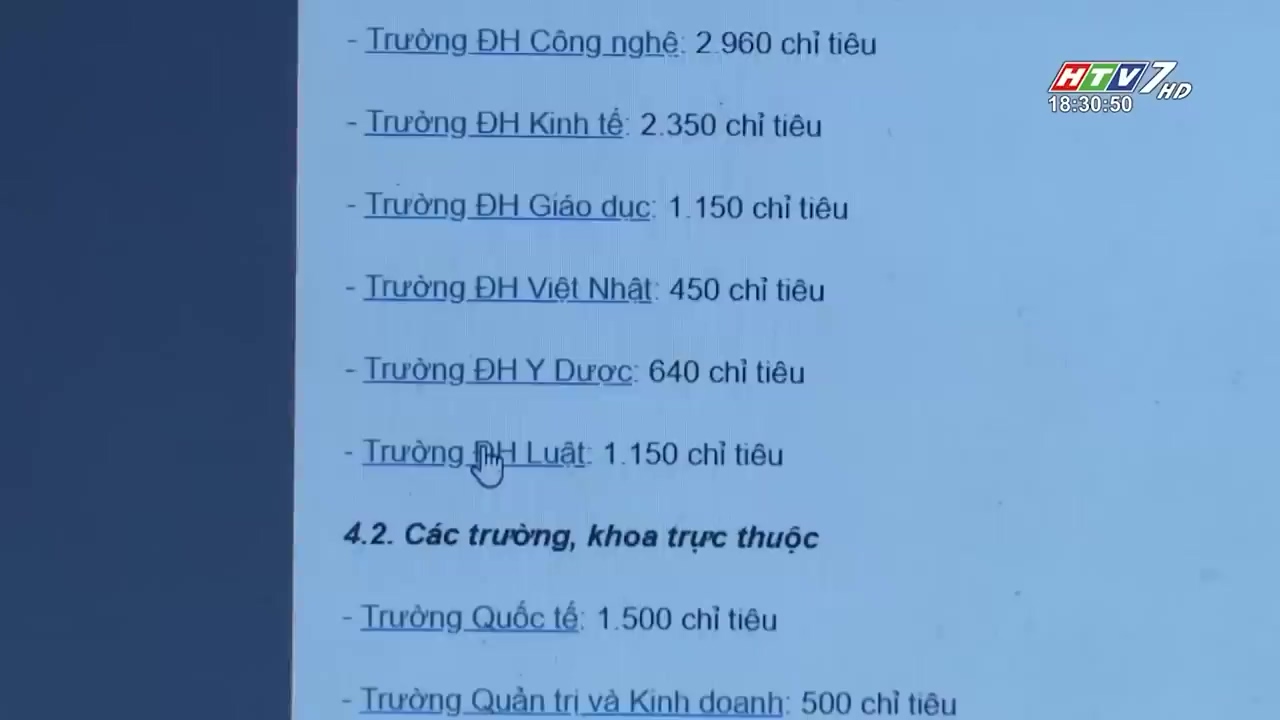 - Trường ĐH Công nghệ: 2.960 chỉ tiêu
HTV7 HD
18:30:50
- Trường ĐH Kinh tế: 2.350 chỉ tiêu
- Trường ĐH Giáo dục: 1.150 chỉ tiêu
- Trường ĐH Việt Nhật: 450 chỉ tiêu
- Trường ĐH Y Dược: 640 chỉ tiêu
- Trường ĐH Luật: 1.150 chỉ tiêu
4.2. Các trường, khoa trực thuộc
- Trường Quốc tế: 1.500 chỉ tiêu
- Trường Quản trị và Kinh doanh: 500 chỉ tiêu